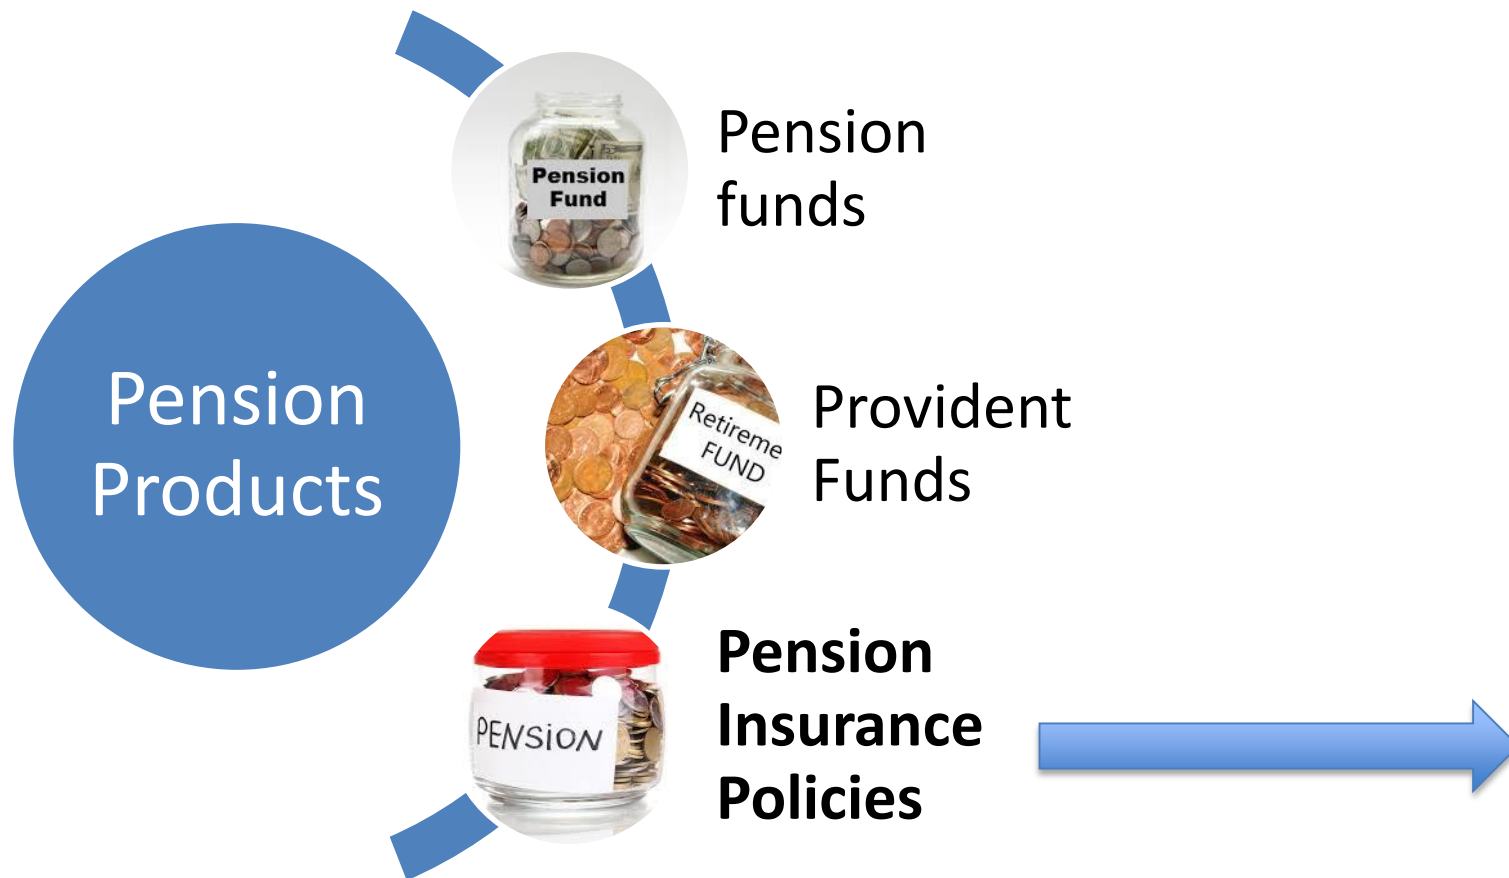 Pension
Products
Pension
Fund
Pension
funds
Retireme
FUND
Provident
Funds
PENSION
Pension
Insurance
Policies